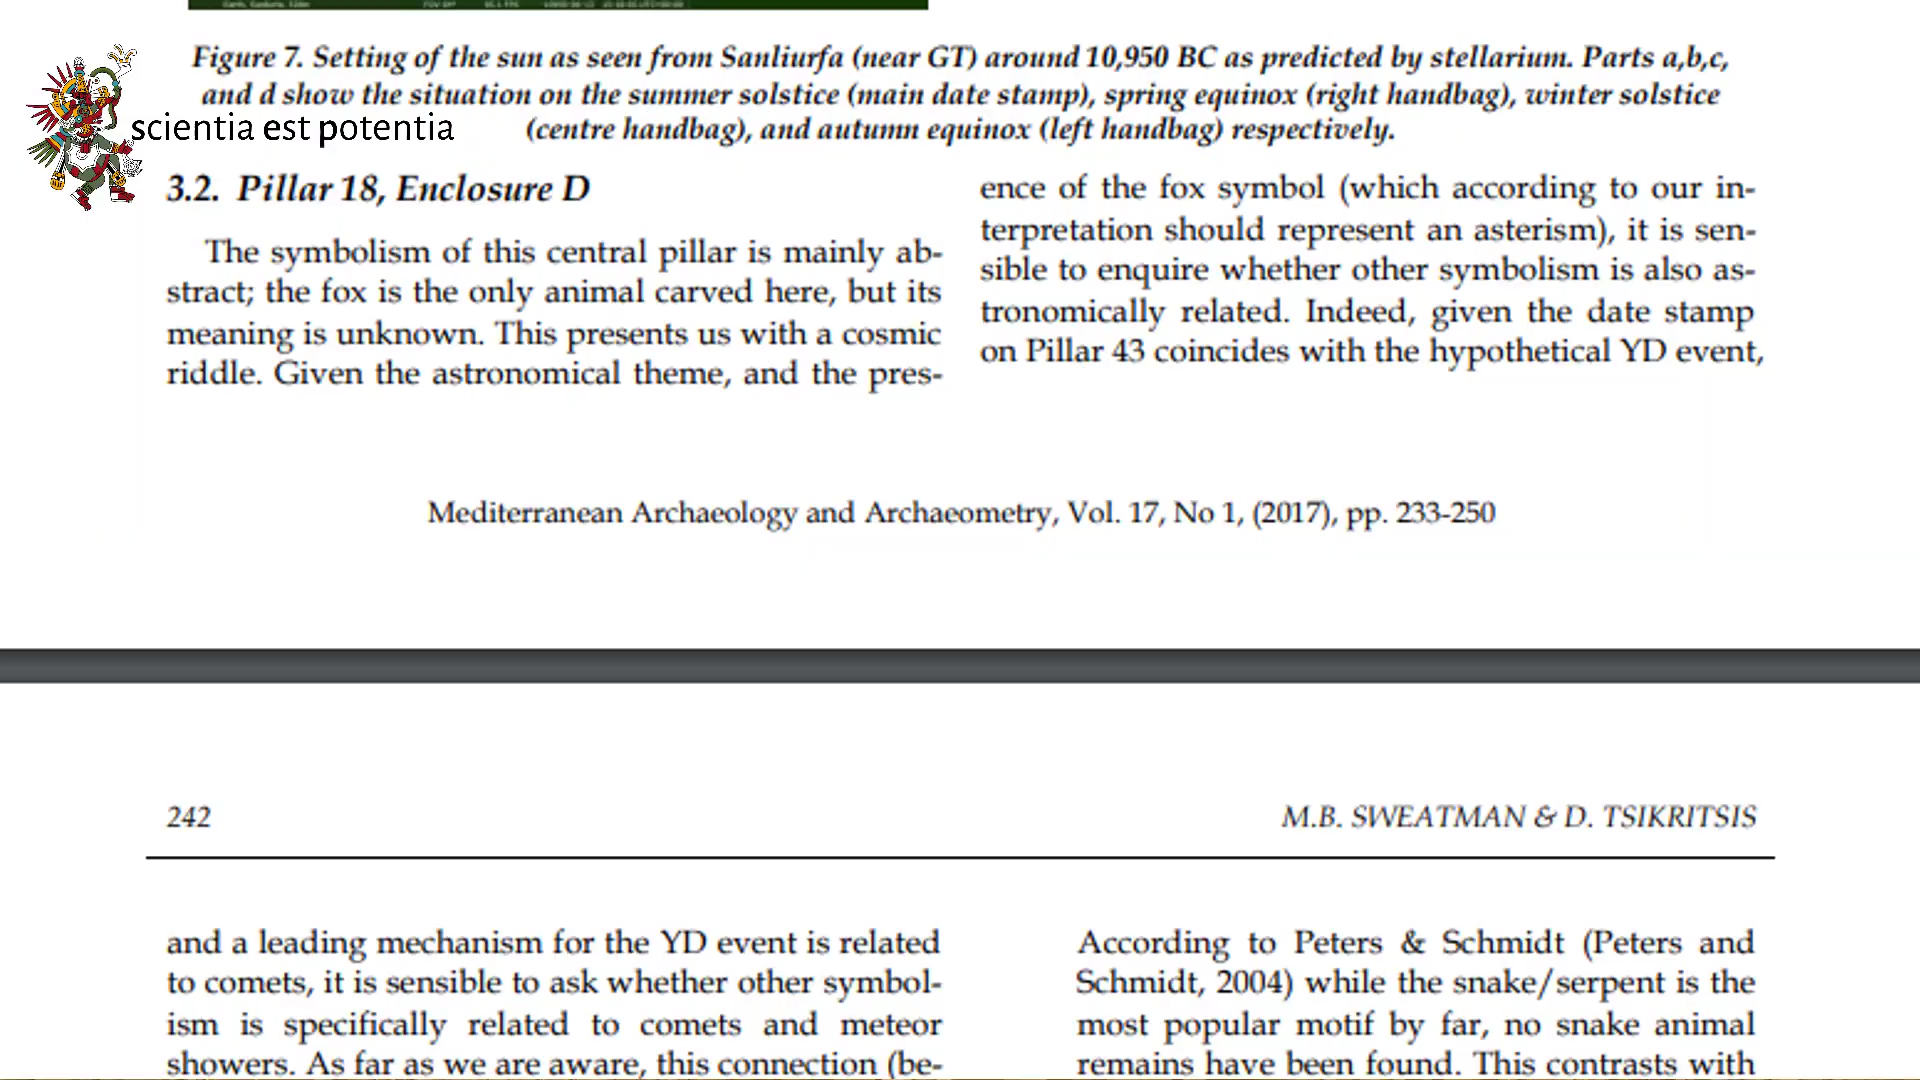 Figure 7. Setting of the sun as seen from Sanliurfa (near GT) around 10,950 BC as predicted by stellarium. Parts a,b,c,
and d show the situation on the summer solstice (main date stamp), spring equinox (right handbag), winter solstice
(centre handbag), and autumn equinox (left handbag) respectively.
scientia est potentia
3.2. Pillar 18, Enclosure D
The symbolism of this central pillar is mainly ab-
stract; the fox is the only animal carved here, but its
meaning is unknown. This presents us with a cosmic
riddle. Given the astronomical theme, and the pres-
ence of the fox symbol (which according to our in-
terpretation should represent an asterism), it is sen-
sible to enquire whether other symbolism is also as-
tronomically related. Indeed, given the date stamp
on Pillar 43 coincides with the hypothetical YD event,
Mediterranean Archaeology and Archaeometry, Vol. 17, No 1, (2017), pp. 233-250
242
M.B. SWEATMAN & D. TSIKRITSIS
and a leading mechanism for the YD event is related
to comets, it is sensible to ask whether other symbol-
ism is specifically related to comets and meteor
showers. As far as we are aware, this connection (be-
According to Peters & Schmidt (Peters and
Schmidt, 2004) while the snake/serpent is the
most popular motif by far, no snake animal
remains have been found. This contrasts with